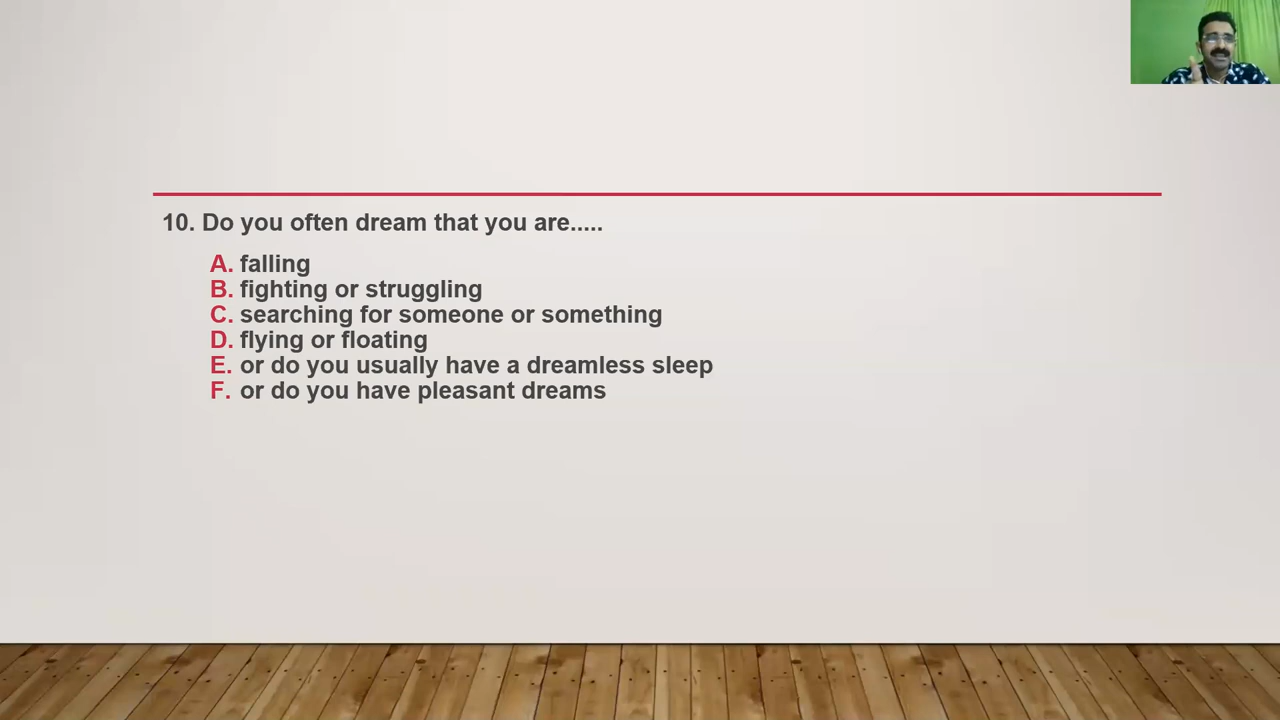 10. Do you often dream that you are.....
A. falling
B. fighting or struggling
C. searching for someone or something
D. flying or floating
E. or do you usually have a dreamless sleep
F. or do you have pleasant dreams